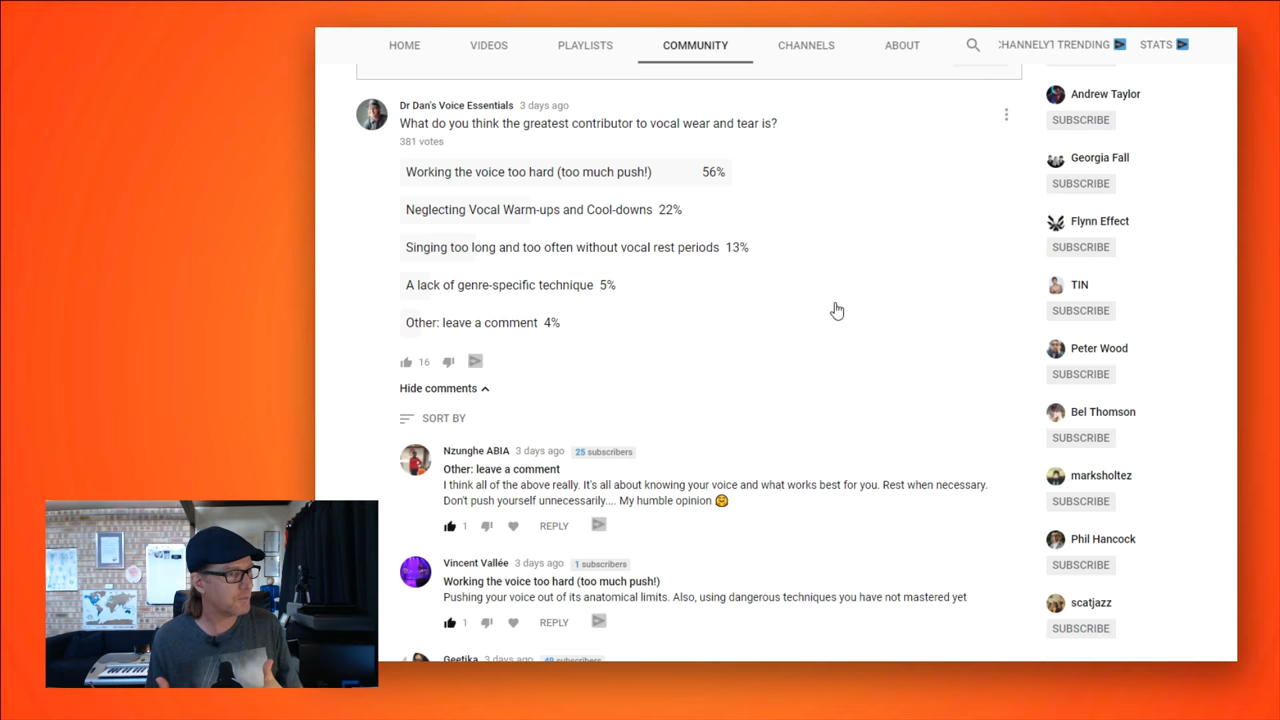 HOME VIDEOS PLAYLISTS COMMUNITY CHANNELS ABOUT CHANNELYT TRENDING STATS
Dr Dan's Voice Essentials 3 days ago
What do you think the greatest contributor to vocal wear and tear is?
381 votes
Working the voice too hard (too much push!) 56%
Neglecting Vocal Warm-ups and Cool-downs 22%
Singing too long and too often without vocal rest periods 13%
A lack of genre-specific technique 5%
Other: leave a comment 4%
16
Hide comments
SORT BY
Nzunghe ABIA 3 days ago 25 subscribers
Other: leave a comment
I think all of the above really. It's all about knowing your voice and what works best for you. Rest when necessary.
Don't push yourself unnecessarily.... My humble opinion
1 REPLY
Vincent Vallée 3 days ago 1 subscribers
Working the voice too hard (too much push!)
Pushing your voice out of its anatomical limits. Also, using dangerous techniques you have not mastered yet
1 REPLY
Geetika 3 days ago 49 subscribers
Andrew Taylor
SUBSCRIBE
Georgia Fall
SUBSCRIBE
Flynn Effect
SUBSCRIBE
TIN
SUBSCRIBE
Peter Wood
SUBSCRIBE
Bel Thomson
SUBSCRIBE
marksholtez
SUBSCRIBE
Phil Hancock
SUBSCRIBE
scatjazz
SUBSCRIBE